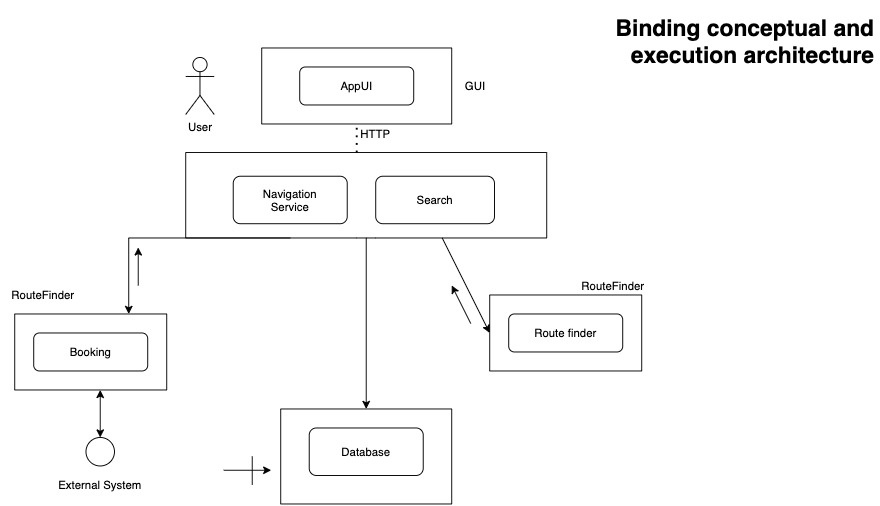 Binding conceptual and
execution architecture
AppUI
GUI
User
HTTP
Navigation
Service
Search
RouteFinder
RouteFinder
Route finder
Booking
Database
External System